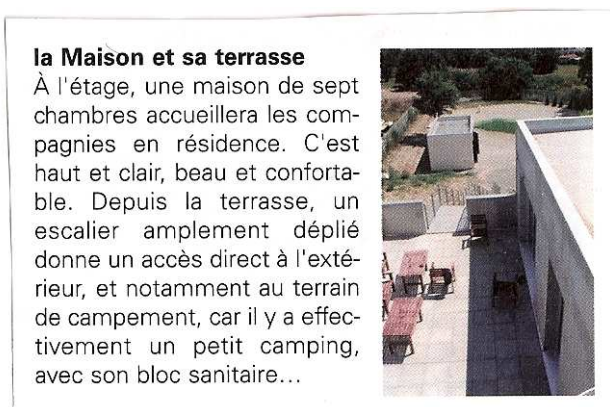 la Maison et sa terrasse
À l'étage, une maison de sept
chambres accueillera les com-
pagnies en résidence. C'est
haut et clair, beau et conforta-
ble. Depuis la terrasse, un
escalier amplement déplié
donne un accès direct à l'exté-
rieur, et notamment au terrain
de campement, car il y a effec-
tivement un petit camping,
avec son bloc sanitaire...